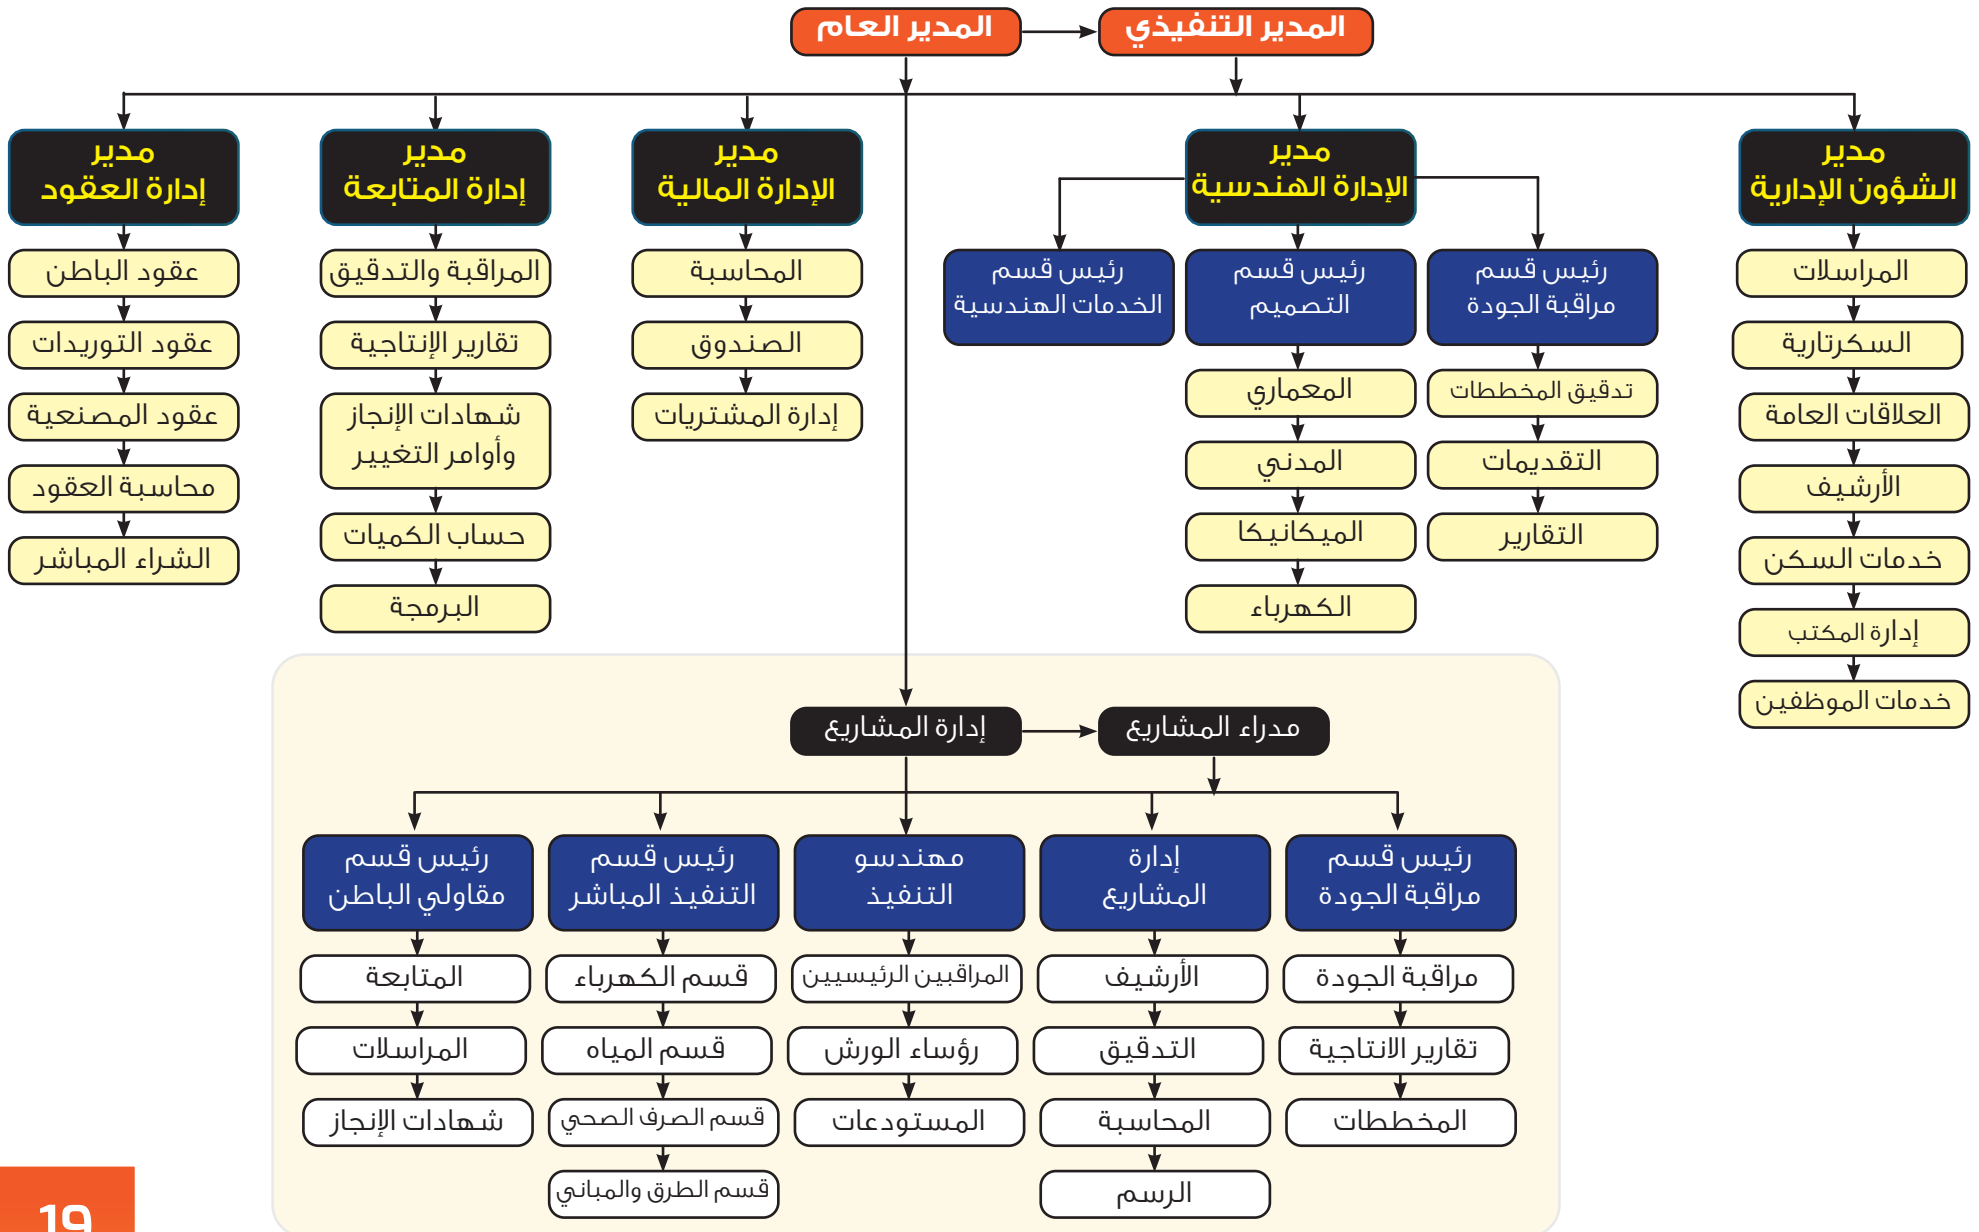 المدير التنفيذي
المدير العام
مدير
الشؤون الإدارية
المراسلات
السكرتارية
العلاقات العامة
الأرشيف
خدمات السكن
إدارة المكتب
خدمات الموظفين
مدير
الإدارة الهندسية
رئيس قسم
مراقبة الجودة
تدقيق المخططات
التقديمات
التقارير
رئيس قسم
التصميم
المعماري
المدني
الميكانيكا
الكهرباء
رئيس قسم
الخدمات الهندسية
مدير
الإدارة المالية
المحاسبة
الصندوق
إدارة المشتريات
مدير
إدارة المتابعة
المراقبة والتدقيق
تقارير الإنتاجية
شهادات الإنجاز
وأوامر التغيير
حساب الكميات
البرمجة
مدير
إدارة العقود
عقود الباطن
عقود التوريدات
عقود المصنعية
محاسبة العقود
الشراء المباشر
مدراء المشاريع
إدارة المشاريع
رئيس قسم
مراقبة الجودة
مراقبة الجودة
تقارير الانتاجية
المخططات
إدارة
المشاريع
الأرشيف
التدقيق
المحاسبة
الرسم
مهندسو
التنفيذ
المراقبين الرئيسيين
رؤساء الورش
المستودعات
رئيس قسم
التنفيذ المباشر
قسم الكهرباء
قسم المياه
قسم الصرف الصحي
قسم الطرق والمباني
رئيس قسم
مقاولي الباطن
المتابعة
المراسلات
شهادات الإنجاز
19